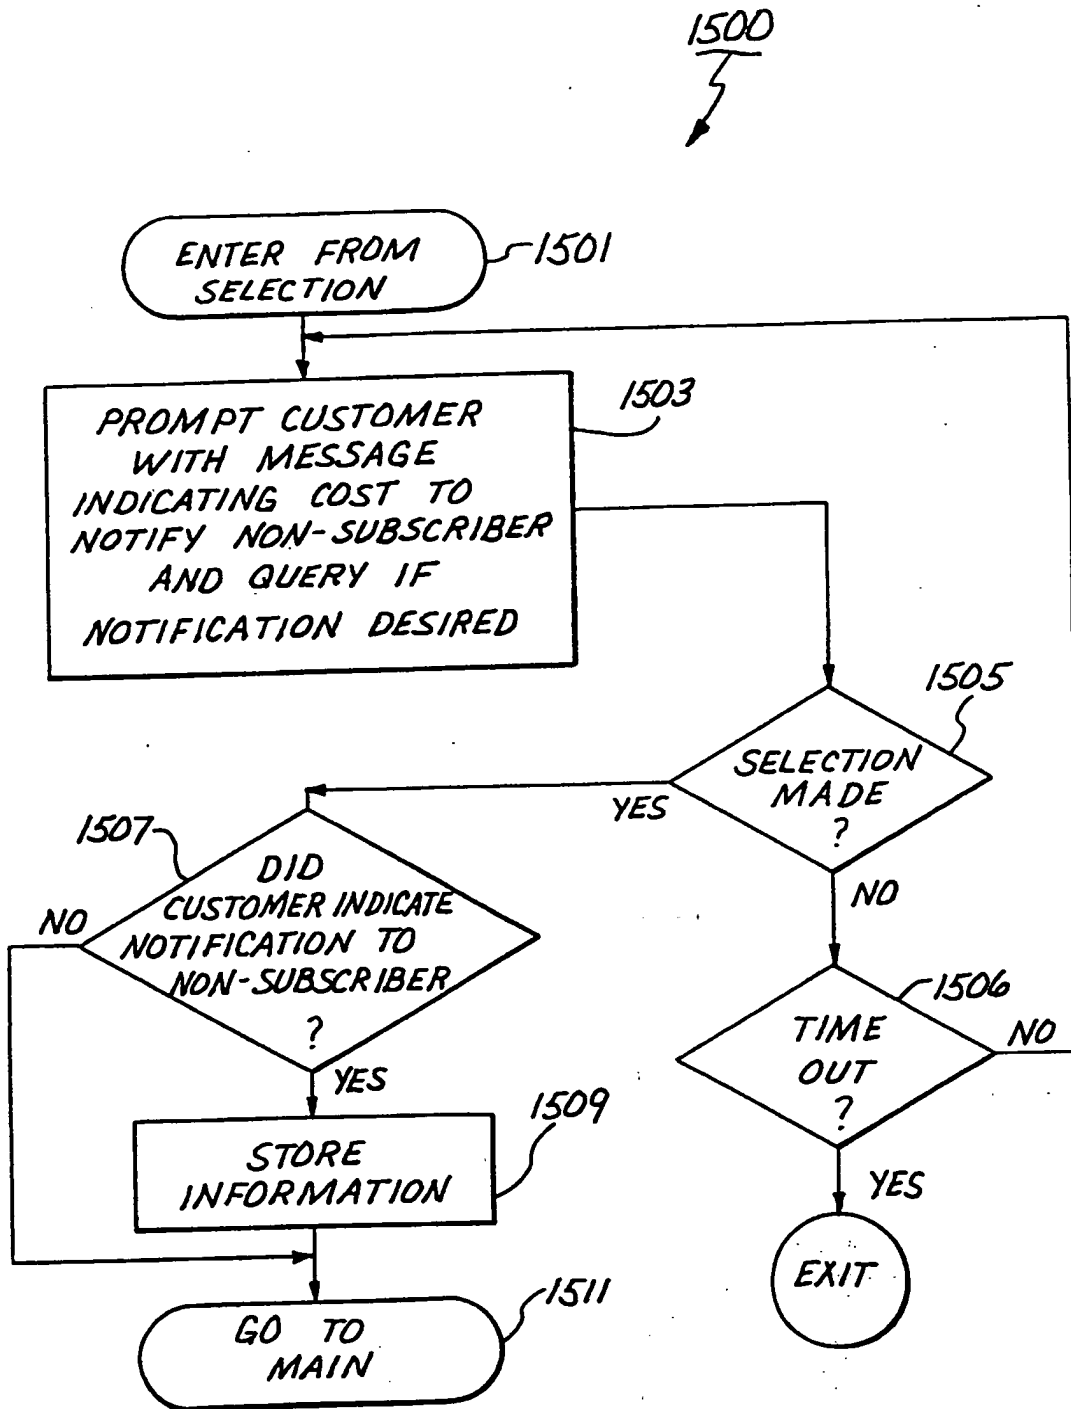 1500
ENTER FROM
SELECTION
1501
PROMPT CUSTOMER
WITH MESSAGE
INDICATING COST TO
NOTIFY NON-SUBSCRIBER
AND QUERY IF
NOTIFICATION DESIRED
1503
1505
SELECTION
MADE
?
YES
NO
1507
DID
CUSTOMER INDICATE
NOTIFICATION TO
NON-SUBSCRIBER
?
NO
YES
1506
TIME
OUT
?
NO
YES
1509
STORE
INFORMATION
EXIT
1511
GO TO
MAIN